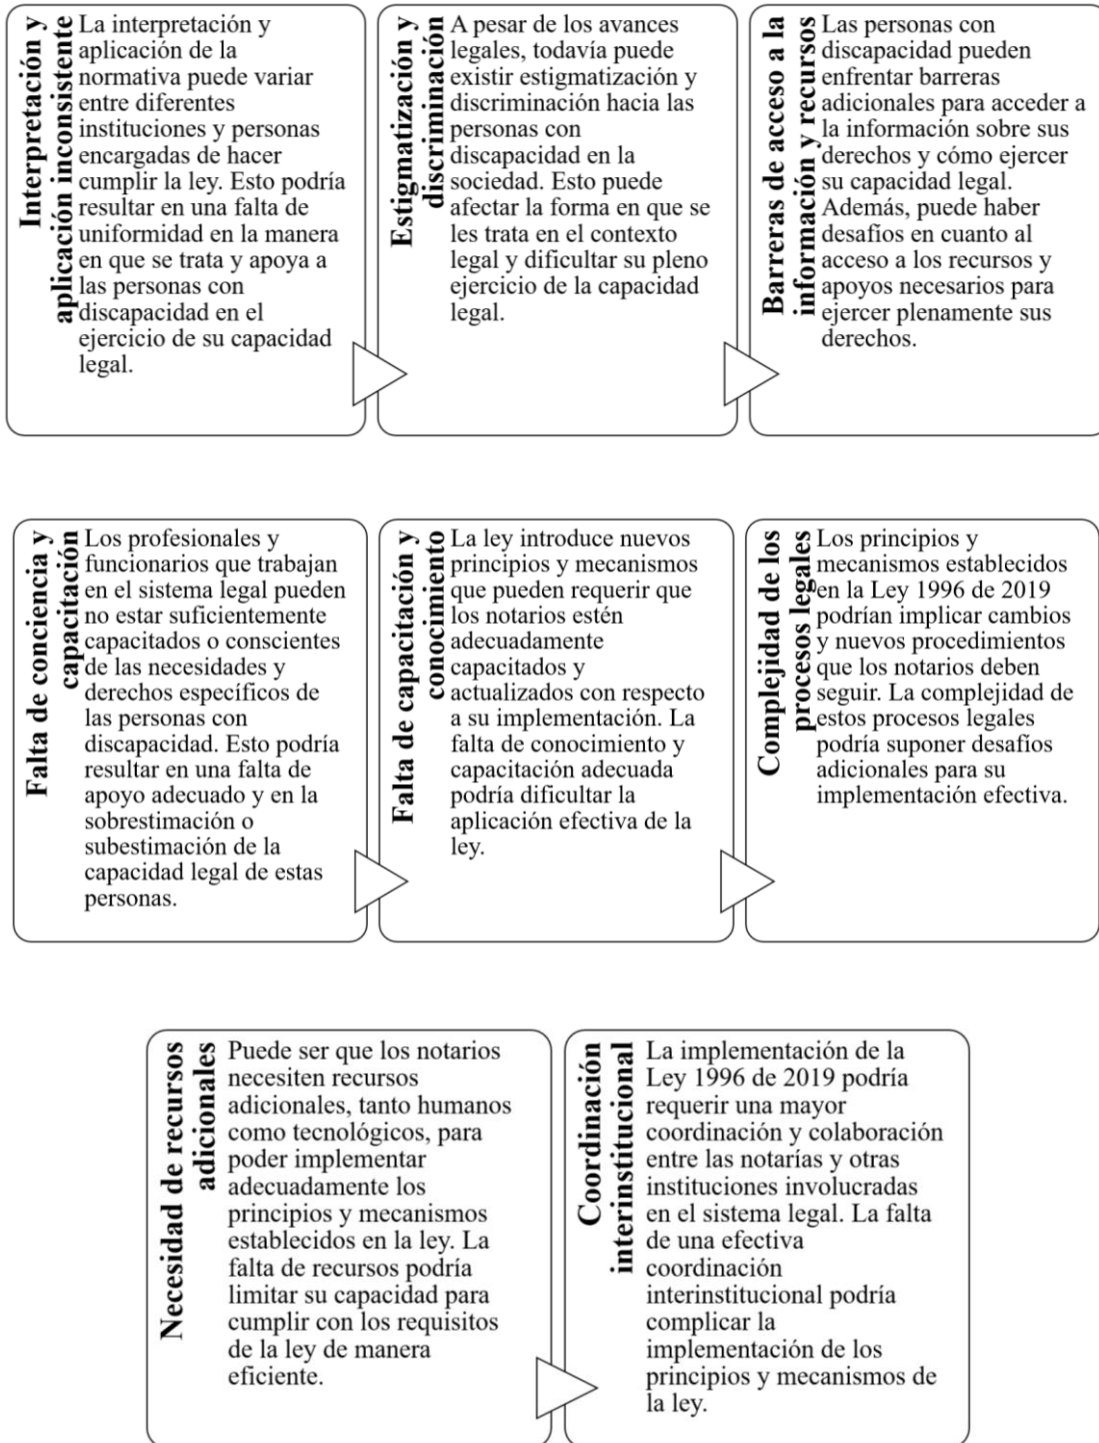 Interpretación y
aplicación inconsistente
La interpretación y
aplicación de la
normativa puede variar
entre diferentes
instituciones y personas
encargadas de hacer
cumplir la ley. Esto podría
resultar en una falta de
uniformidad en la manera
en que se trata y apoya a
las personas con
discapacidad en el
ejercicio de su capacidad
legal.
Estigmatización y
discriminación
A pesar de los avances
legales, todavía puede
existir estigmatización y
discriminación hacia las
personas con
discapacidad en la
sociedad. Esto puede
afectar la forma en que se
les trata en el contexto
legal y dificultar su pleno
ejercicio de la capacidad
legal.
Barreras de acceso a la
información y recursos
Las personas con
discapacidad pueden
enfrentar barreras
adicionales para acceder a
la información sobre sus
derechos y cómo ejercer
su capacidad legal.
Además, puede haber
desafíos en cuanto al
acceso a los recursos y
apoyos necesarios para
ejercer plenamente sus
derechos.
Falta de conciencia y
capacitación
Los profesionales y
funcionarios que trabajan
en el sistema legal pueden
no estar suficientemente
capacitados o conscientes
de las necesidades y
derechos específicos de
las personas con
discapacidad. Esto podría
resultar en una falta de
apoyo adecuado y en la
sobrestimación o
subestimación de la
capacidad legal de estas
personas.
Falta de capacitación y
conocimiento
La ley introduce nuevos
principios y mecanismos
que pueden requerir que
los notarios estén
adecuadamente
capacitados y
actualizados con respecto
a su implementación. La
falta de conocimiento y
capacitación adecuada
podría dificultar la
aplicación efectiva de la
ley.
Complejidad de los
procesos legales
Los principios y
mecanismos establecidos
en la Ley 1996 de 2019
podrían implicar cambios
y nuevos procedimientos
que los notarios deben
seguir. La complejidad de
estos procesos legales
podría suponer desafíos
adicionales para su
implementación efectiva.
Necesidad de recursos
adicionales
Puede ser que los notarios
necesiten recursos
adicionales, tanto humanos
como tecnológicos, para
poder implementar
adecuadamente los
principios y mecanismos
establecidos en la ley. La
falta de recursos podría
limitar su capacidad para
cumplir con los requisitos
de la ley de manera
eficiente.
Coordinación
interinstitucional
La implementación de la
Ley 1996 de 2019 podría
requerir una mayor
coordinación y colaboración
entre las notarías y otras
instituciones involucradas
en el sistema legal. La falta
de una efectiva
coordinación
interinstitucional podría
complicar la
implementación de los
principios y mecanismos de
la ley.